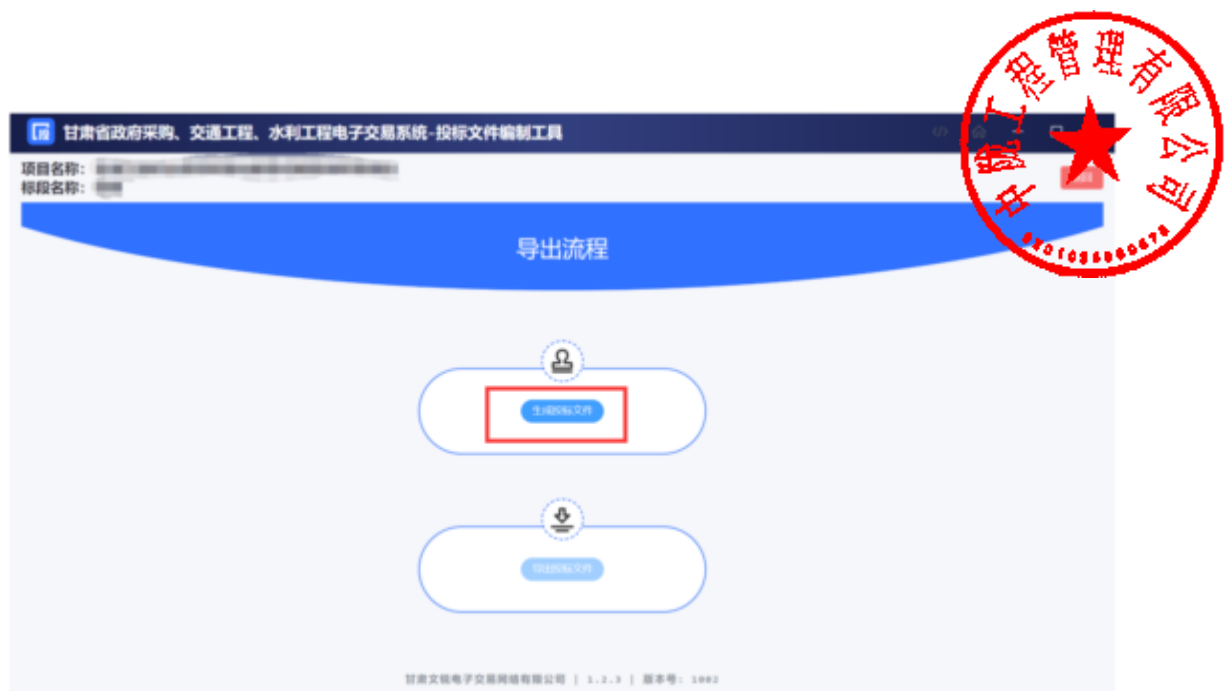 中院工程管理有限公司
甘肃省政府采购、交通工程、水利工程电子交易系统-投标文件编制工具
项目名称：
标段名称：
导出流程
生成投标文件
导出投标文件
甘肃文锐电子交易网络有限公司 | 1.2.3 | 版本号: 1002